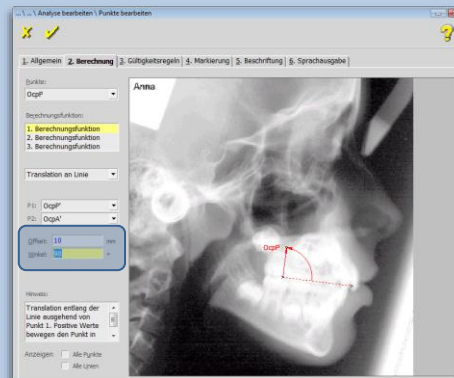 ...\ ... \ Analyse bearbeiten \ Punkte bearbeiten
1. Allgemein 2. Berechnung 3. Gültigkeitsregeln 4. Markierung 5. Beschriftung 6. Sprachausgabe
Punkte:
OcpP
Berechnungsfunktion:
1. Berechnungsfunktion
2. Berechnungsfunktion
3. Berechnungsfunktion
Translation an Linie
P1: OcpP'
P2: OcpA'
Offset: 10 mm
Winkel: °
Hinweis:
Translation entlang der
Linie ausgehend von
Punkt 1. Positive Werte
bewegen den Punkt in
Anzeigen: Alle Punkte
Alle Linien
Anma
OcpP